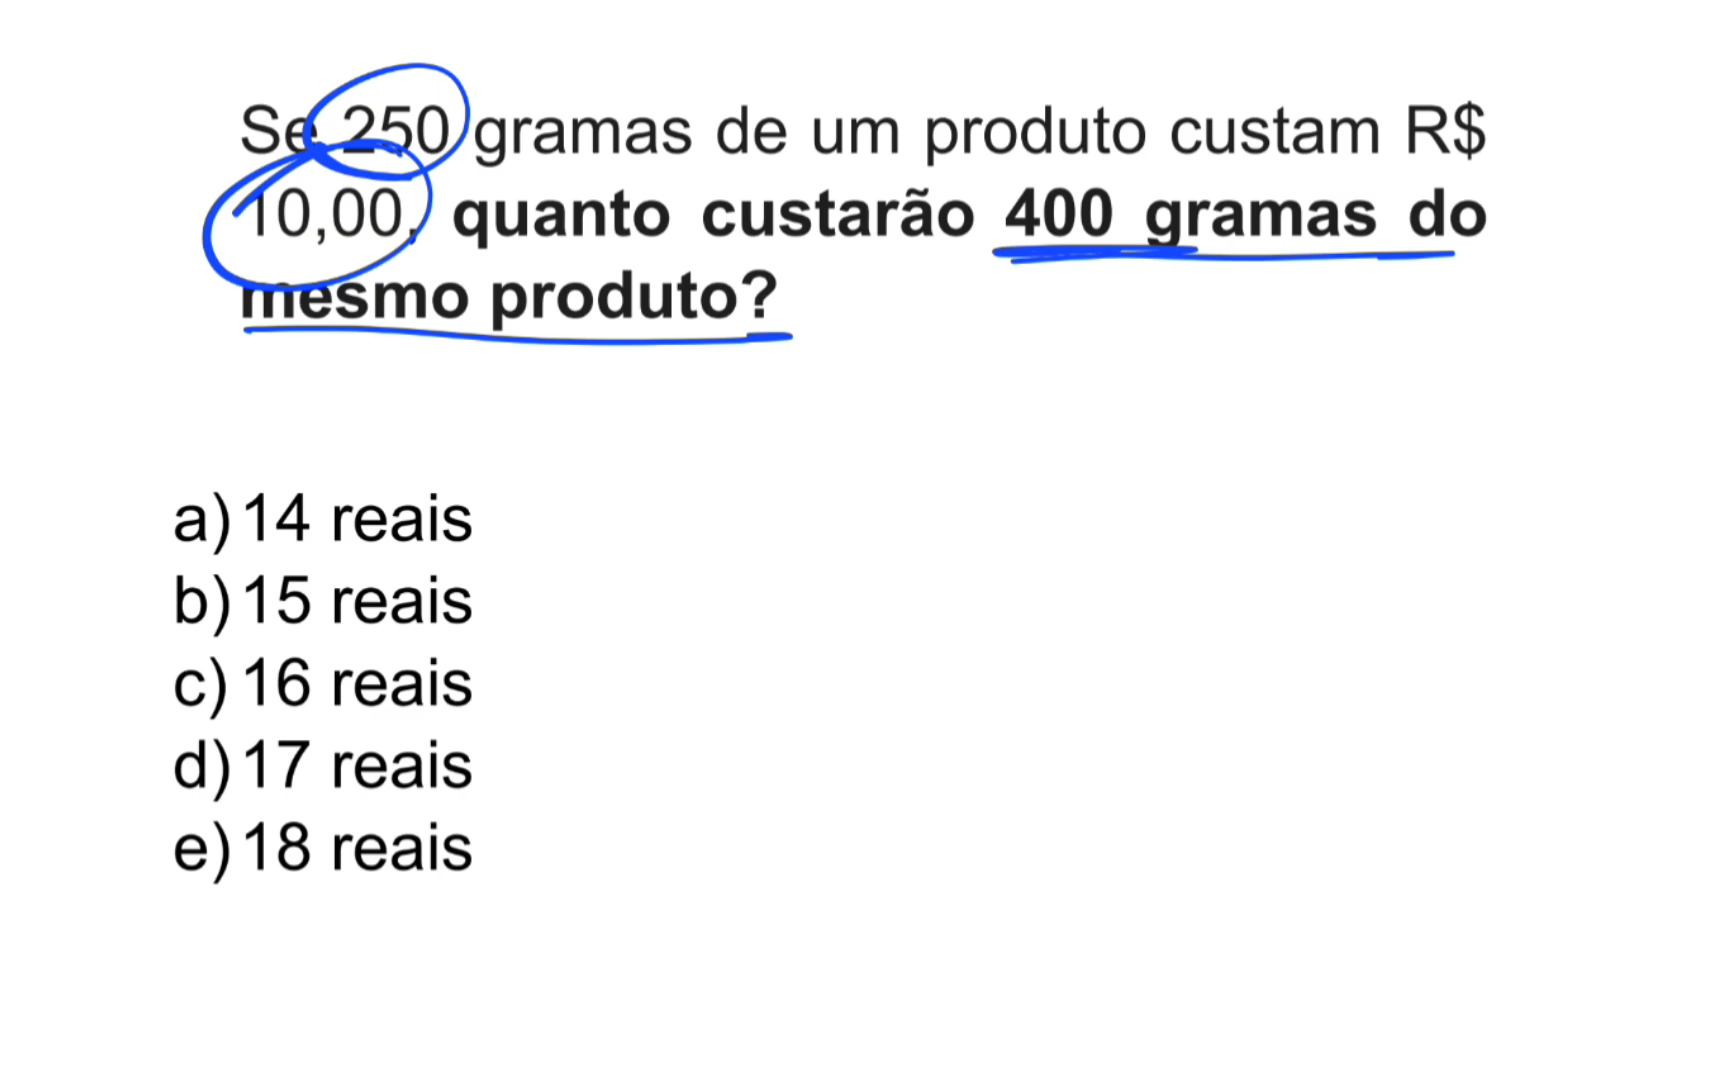 Se 250 gramas de um produto custam R$
10,00, quanto custarão 400 gramas do
mesmo produto?
a) 14 reais
b) 15 reais
c) 16 reais
d) 17 reais
e) 18 reais